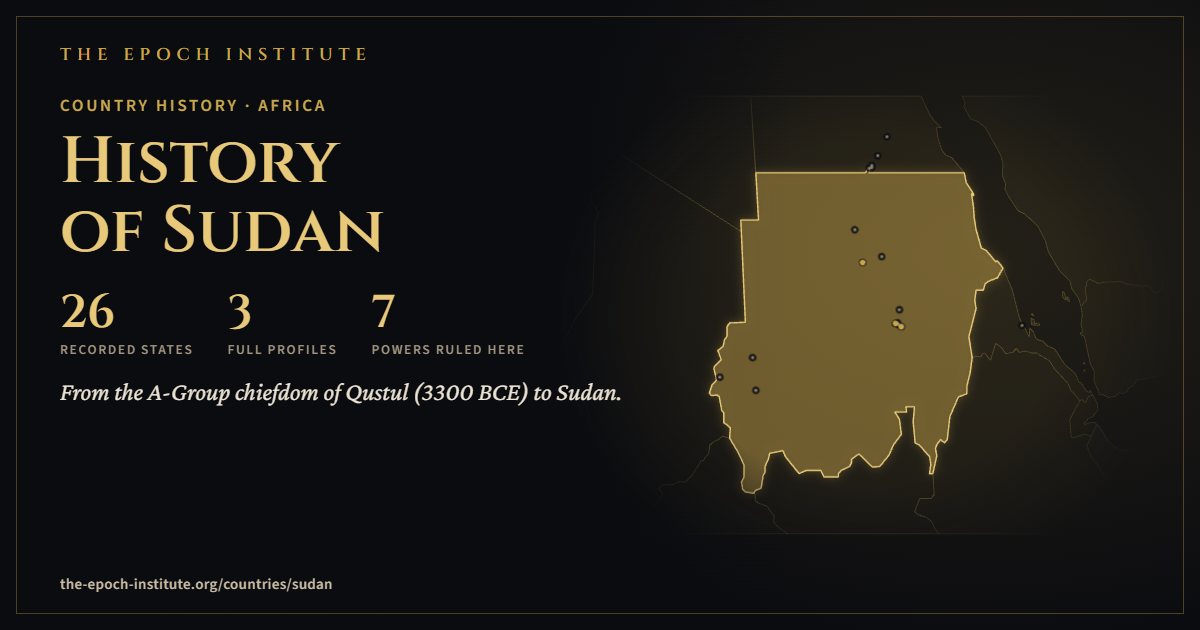 THE EPOCH INSTITUTE
COUNTRY HISTORY · AFRICA
HISTORY
OF SUDAN
26 3 7
RECORDED STATES FULL PROFILES POWERS RULED HERE
From the A-Group chiefdom of Qustul (3300 BCE) to Sudan.
the-epoch-institute.org/countries/sudan